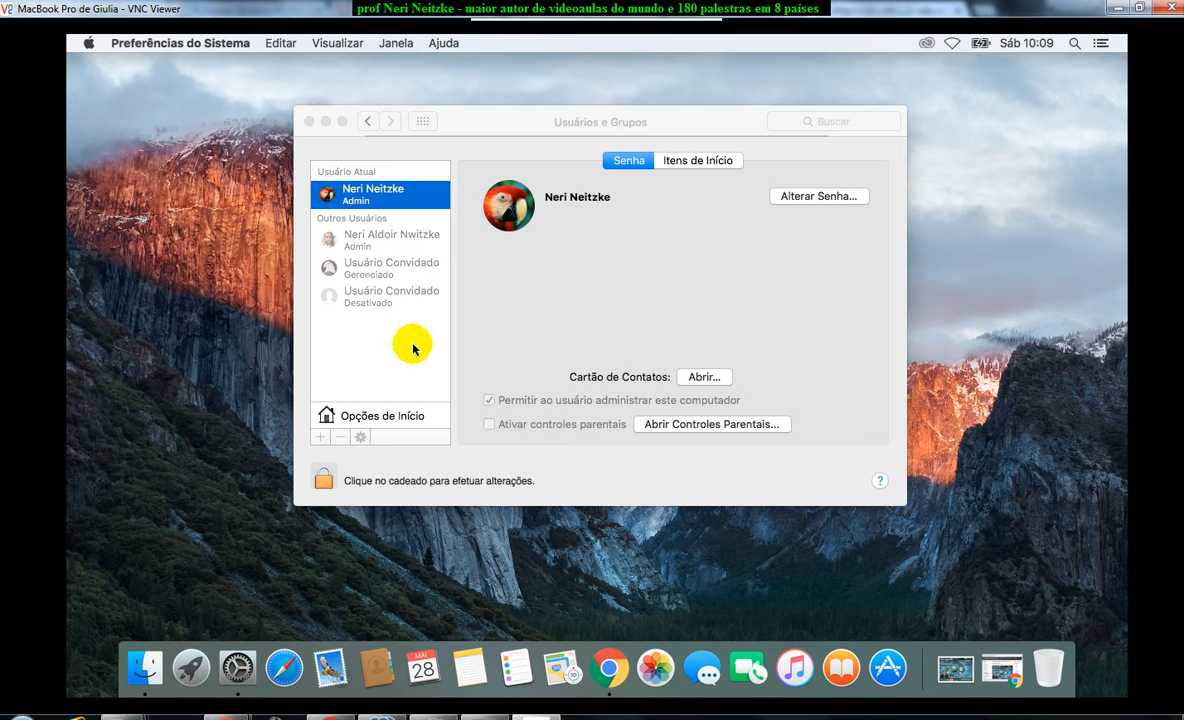 MacBook Pro de Giulia - VNC Viewer
prof Neri Neitzke - maior autor de videoaulas do mundo e 180 palestras em 8 países
Preferências do Sistema Editar Visualizar Janela Ajuda
Sáb 10:09
Usuários e Grupos
Buscar
Senha Itens de Início
Usuário Atual
Neri Neitzke
Admin
Outros Usuários
Neri Aldoir Nwitzke
Admin
Usuário Convidado
Gerenciado
Usuário Convidado
Desativado
Opções de Início
Neri Neitzke
Alterar Senha...
Cartão de Contatos: Abrir...
Permitir ao usuário administrar este computador
Ativar controles parentais Abrir Controles Parentais...
Clique no cadeado para efetuar alterações.
?
MAI
28